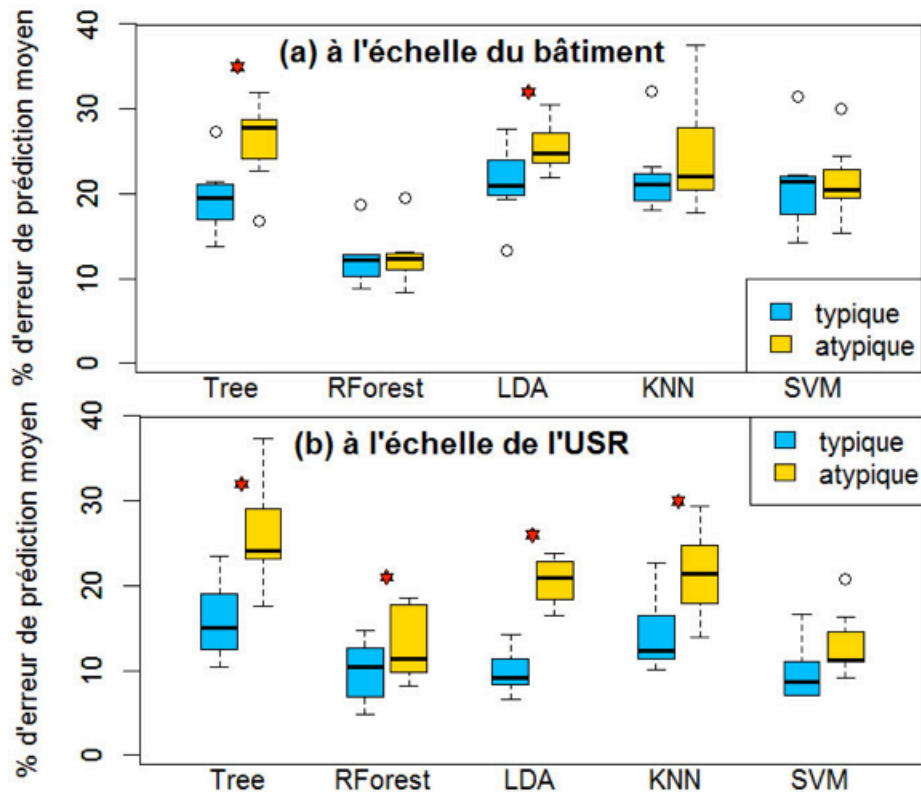 % d'erreur de prédiction moyen
40
30
20
10
0
(a) à l'échelle du bâtiment
typique
atypique
Tree RForest LDA KNN SVM
% d'erreur de prédiction moyen
40
30
20
10
0
(b) à l'échelle de l'USR
typique
atypique
Tree RForest LDA KNN SVM